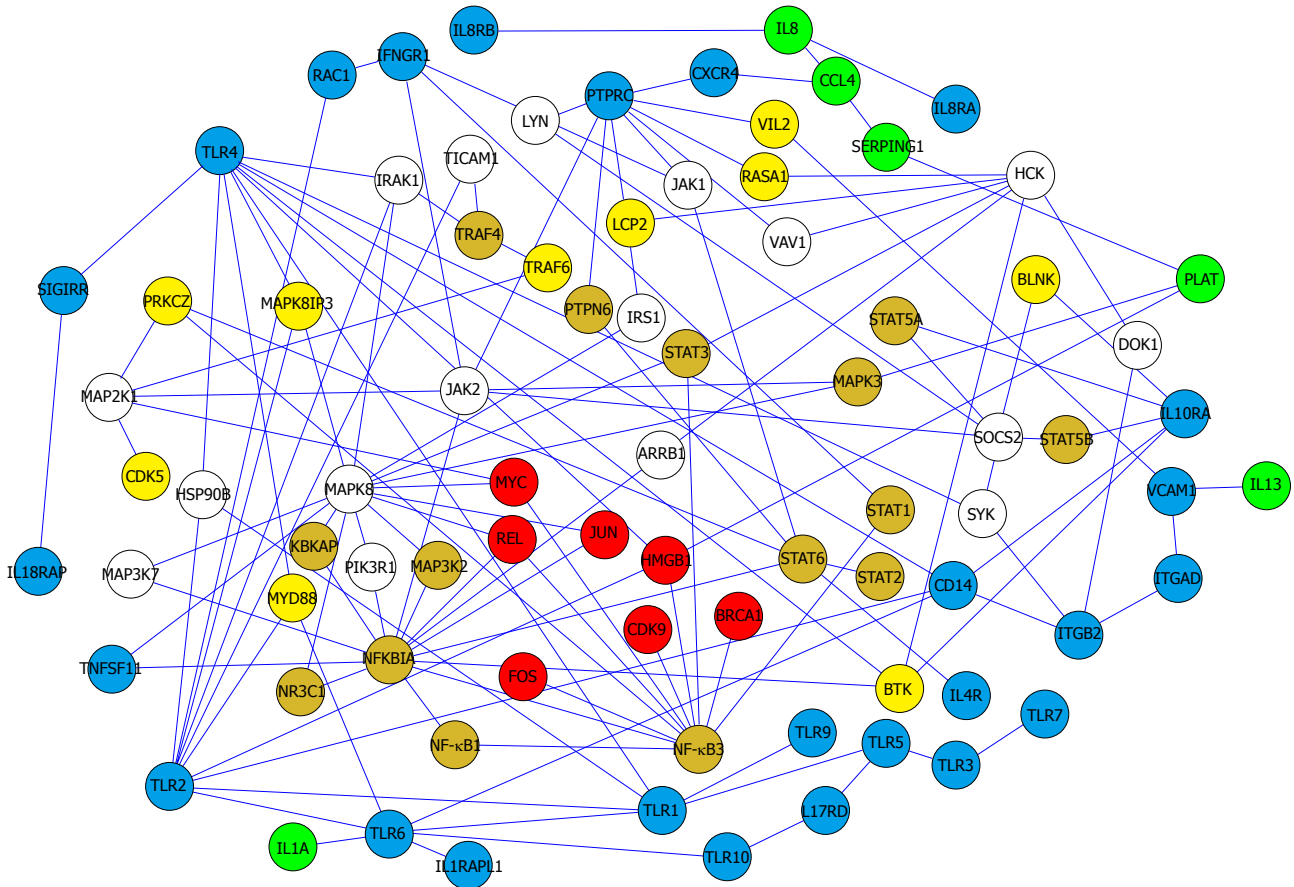 IL8RB
IL8
IFNGR1
RAC1
CXCR4
CCL4
PTPRC
IL8RA
LYN
VIL2
TLR4
TICAM1
SERPING1
IRAK1
JAK1
RASA1
HCK
LCP2
TRAF4
VAV1
TRAF6
BLNK
PLAT
SIGIRR
PRKCZ
MAPK8IP3
PTPN6
IRS1
STAT5A
STAT3
DOK1
MAP2K1
JAK2
MAPK3
IL10RA
SOCS2
STAT5B
ARRB1
CDK5
HSP90B
MAPK8
MYC
VCAM1
IL13
STAT1
SYK
REL
JUN
KBKAP
HMGB1
STAT6
IL18RAP
MAP3K7
PIK3R1
MAP3K2
STAT2
CD14
ITGAD
MYD88
BRCA1
CDK9
ITGB2
TNFSF11
NFKBIA
FOS
NR3C1
BTK
IL4R
TLR7
TLR9
NF-κB1
NF-κB3
TLR5
TLR3
TLR2
TLR1
L17RD
IL1A
TLR6
TLR10
IL1RAPL1